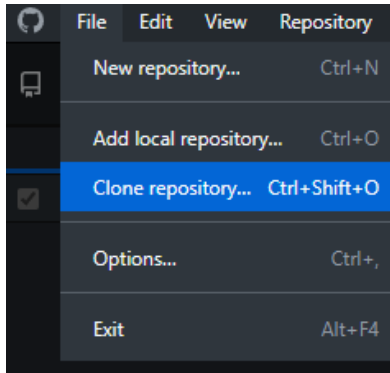 File Edit View Repository
New repository... Ctrl+N
Add local repository... Ctrl+O
Clone repository... Ctrl+Shift+O
Options... Ctrl+,
Exit Alt+F4